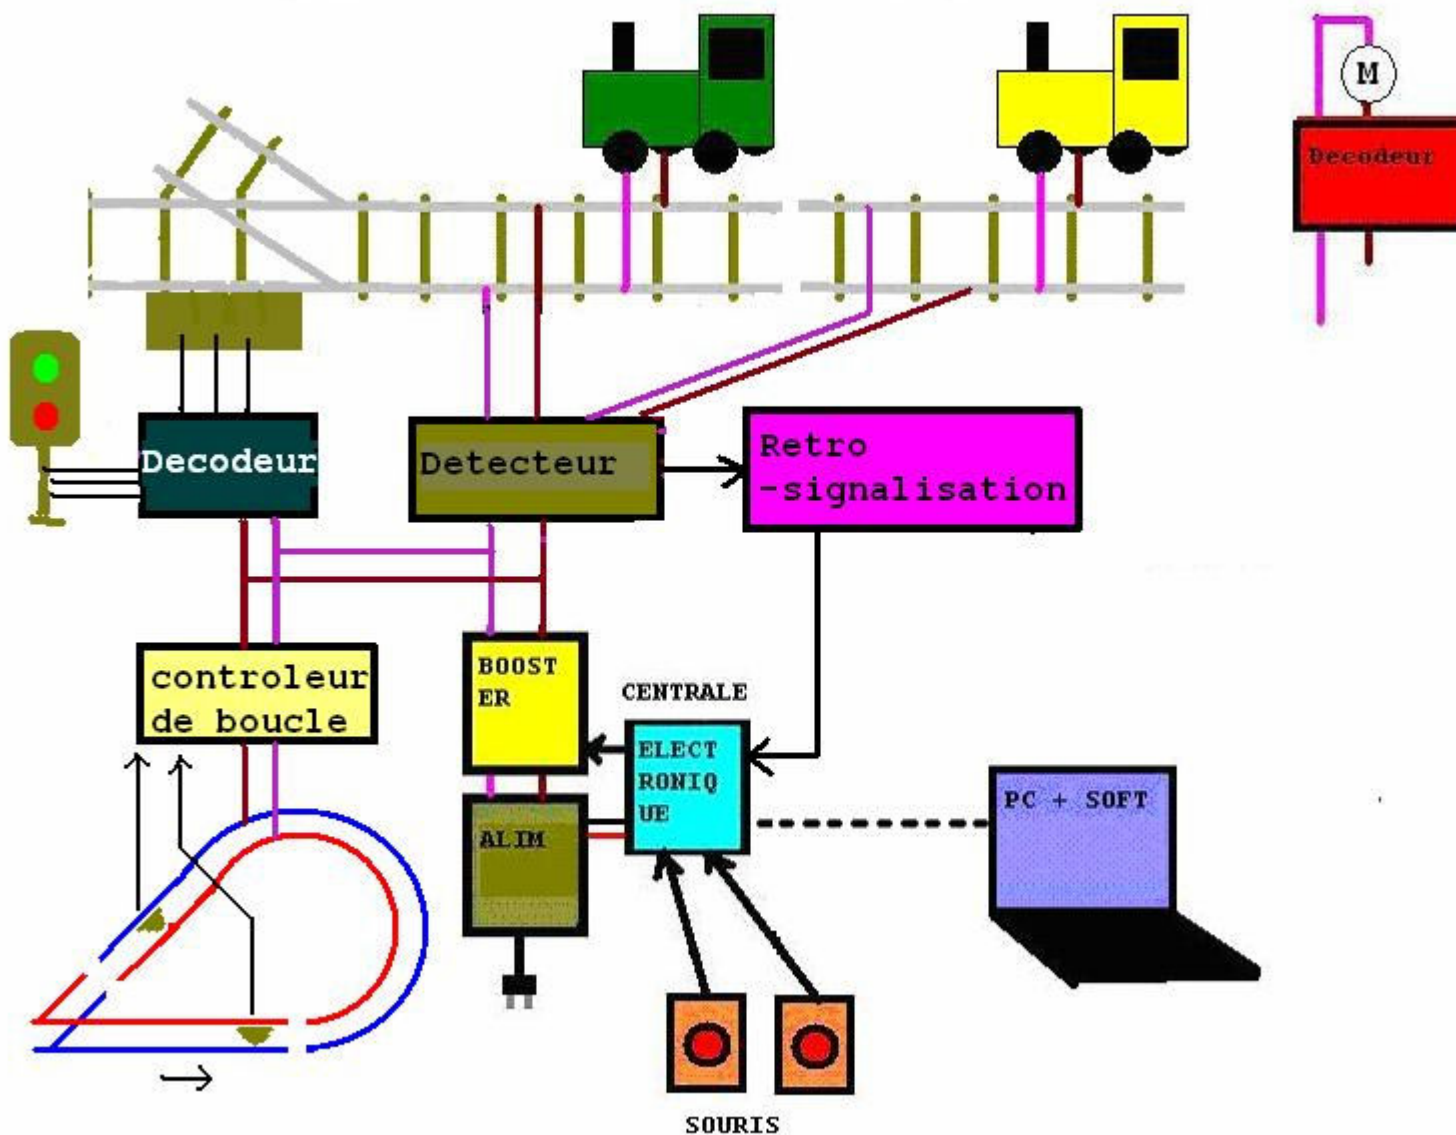 M
Decodeur
Decodeur
Detecteur
Retro
-signalisation
controleur
de boucle
BOOST
ER
CENTRALE
ELECT
RONIQ
UE
ALIM
PC + SOFT
SOURIS